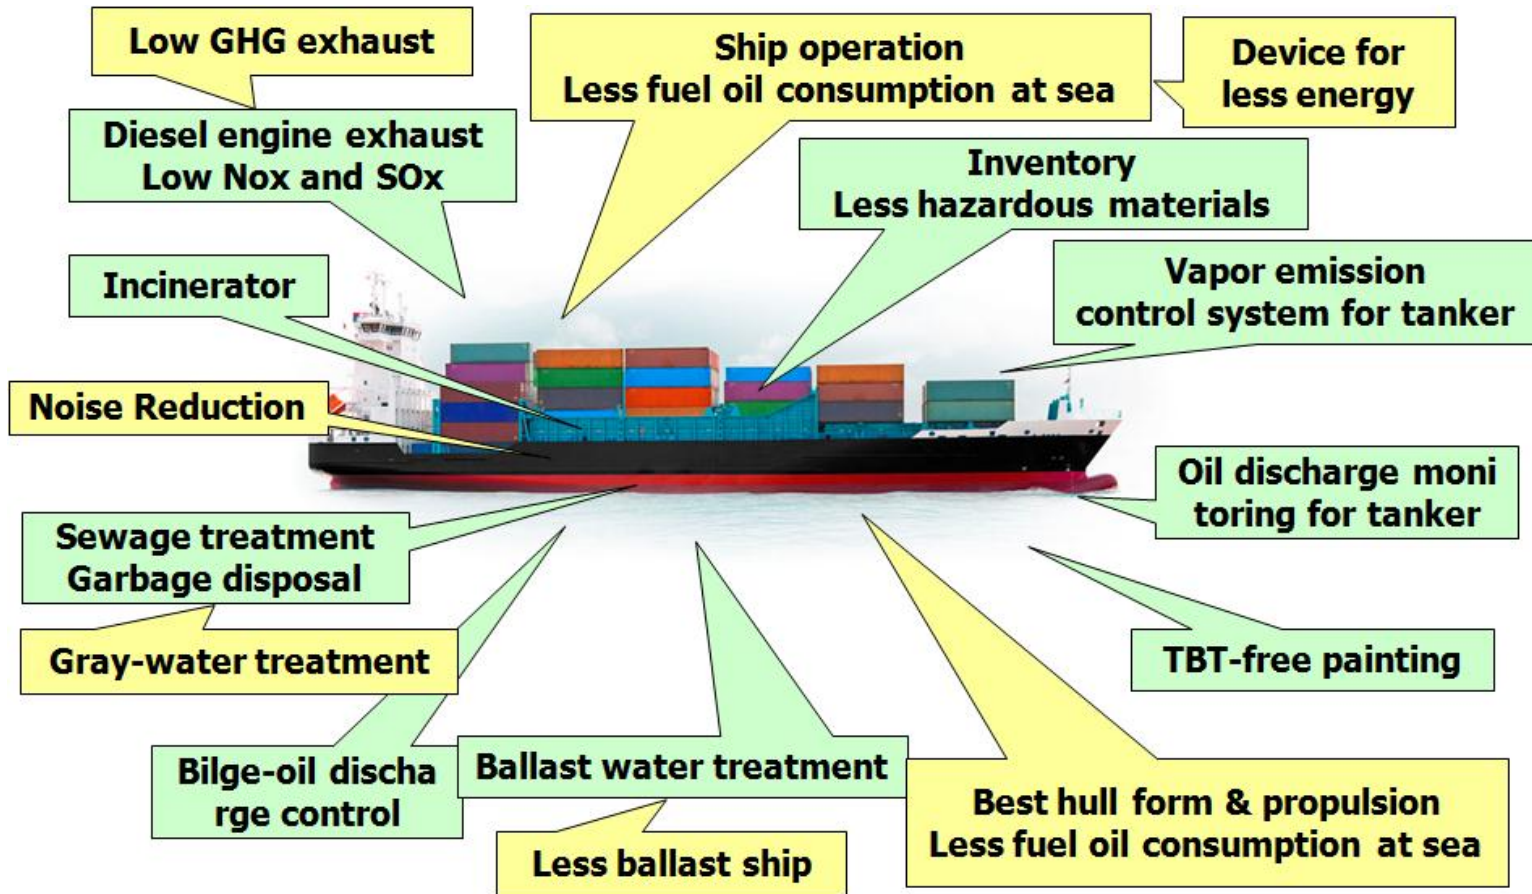 Low GHG exhaust
Ship operation
Less fuel oil consumption at sea
Device for
less energy
Diesel engine exhaust
Low Nox and SOx
Inventory
Less hazardous materials
Incinerator
Vapor emission
control system for tanker
Noise Reduction
Oil discharge moni
toring for tanker
Sewage treatment
Garbage disposal
Gray-water treatment
TBT-free painting
Bilge-oil discha
rge control
Ballast water treatment
Best hull form & propulsion
Less fuel oil consumption at sea
Less ballast ship